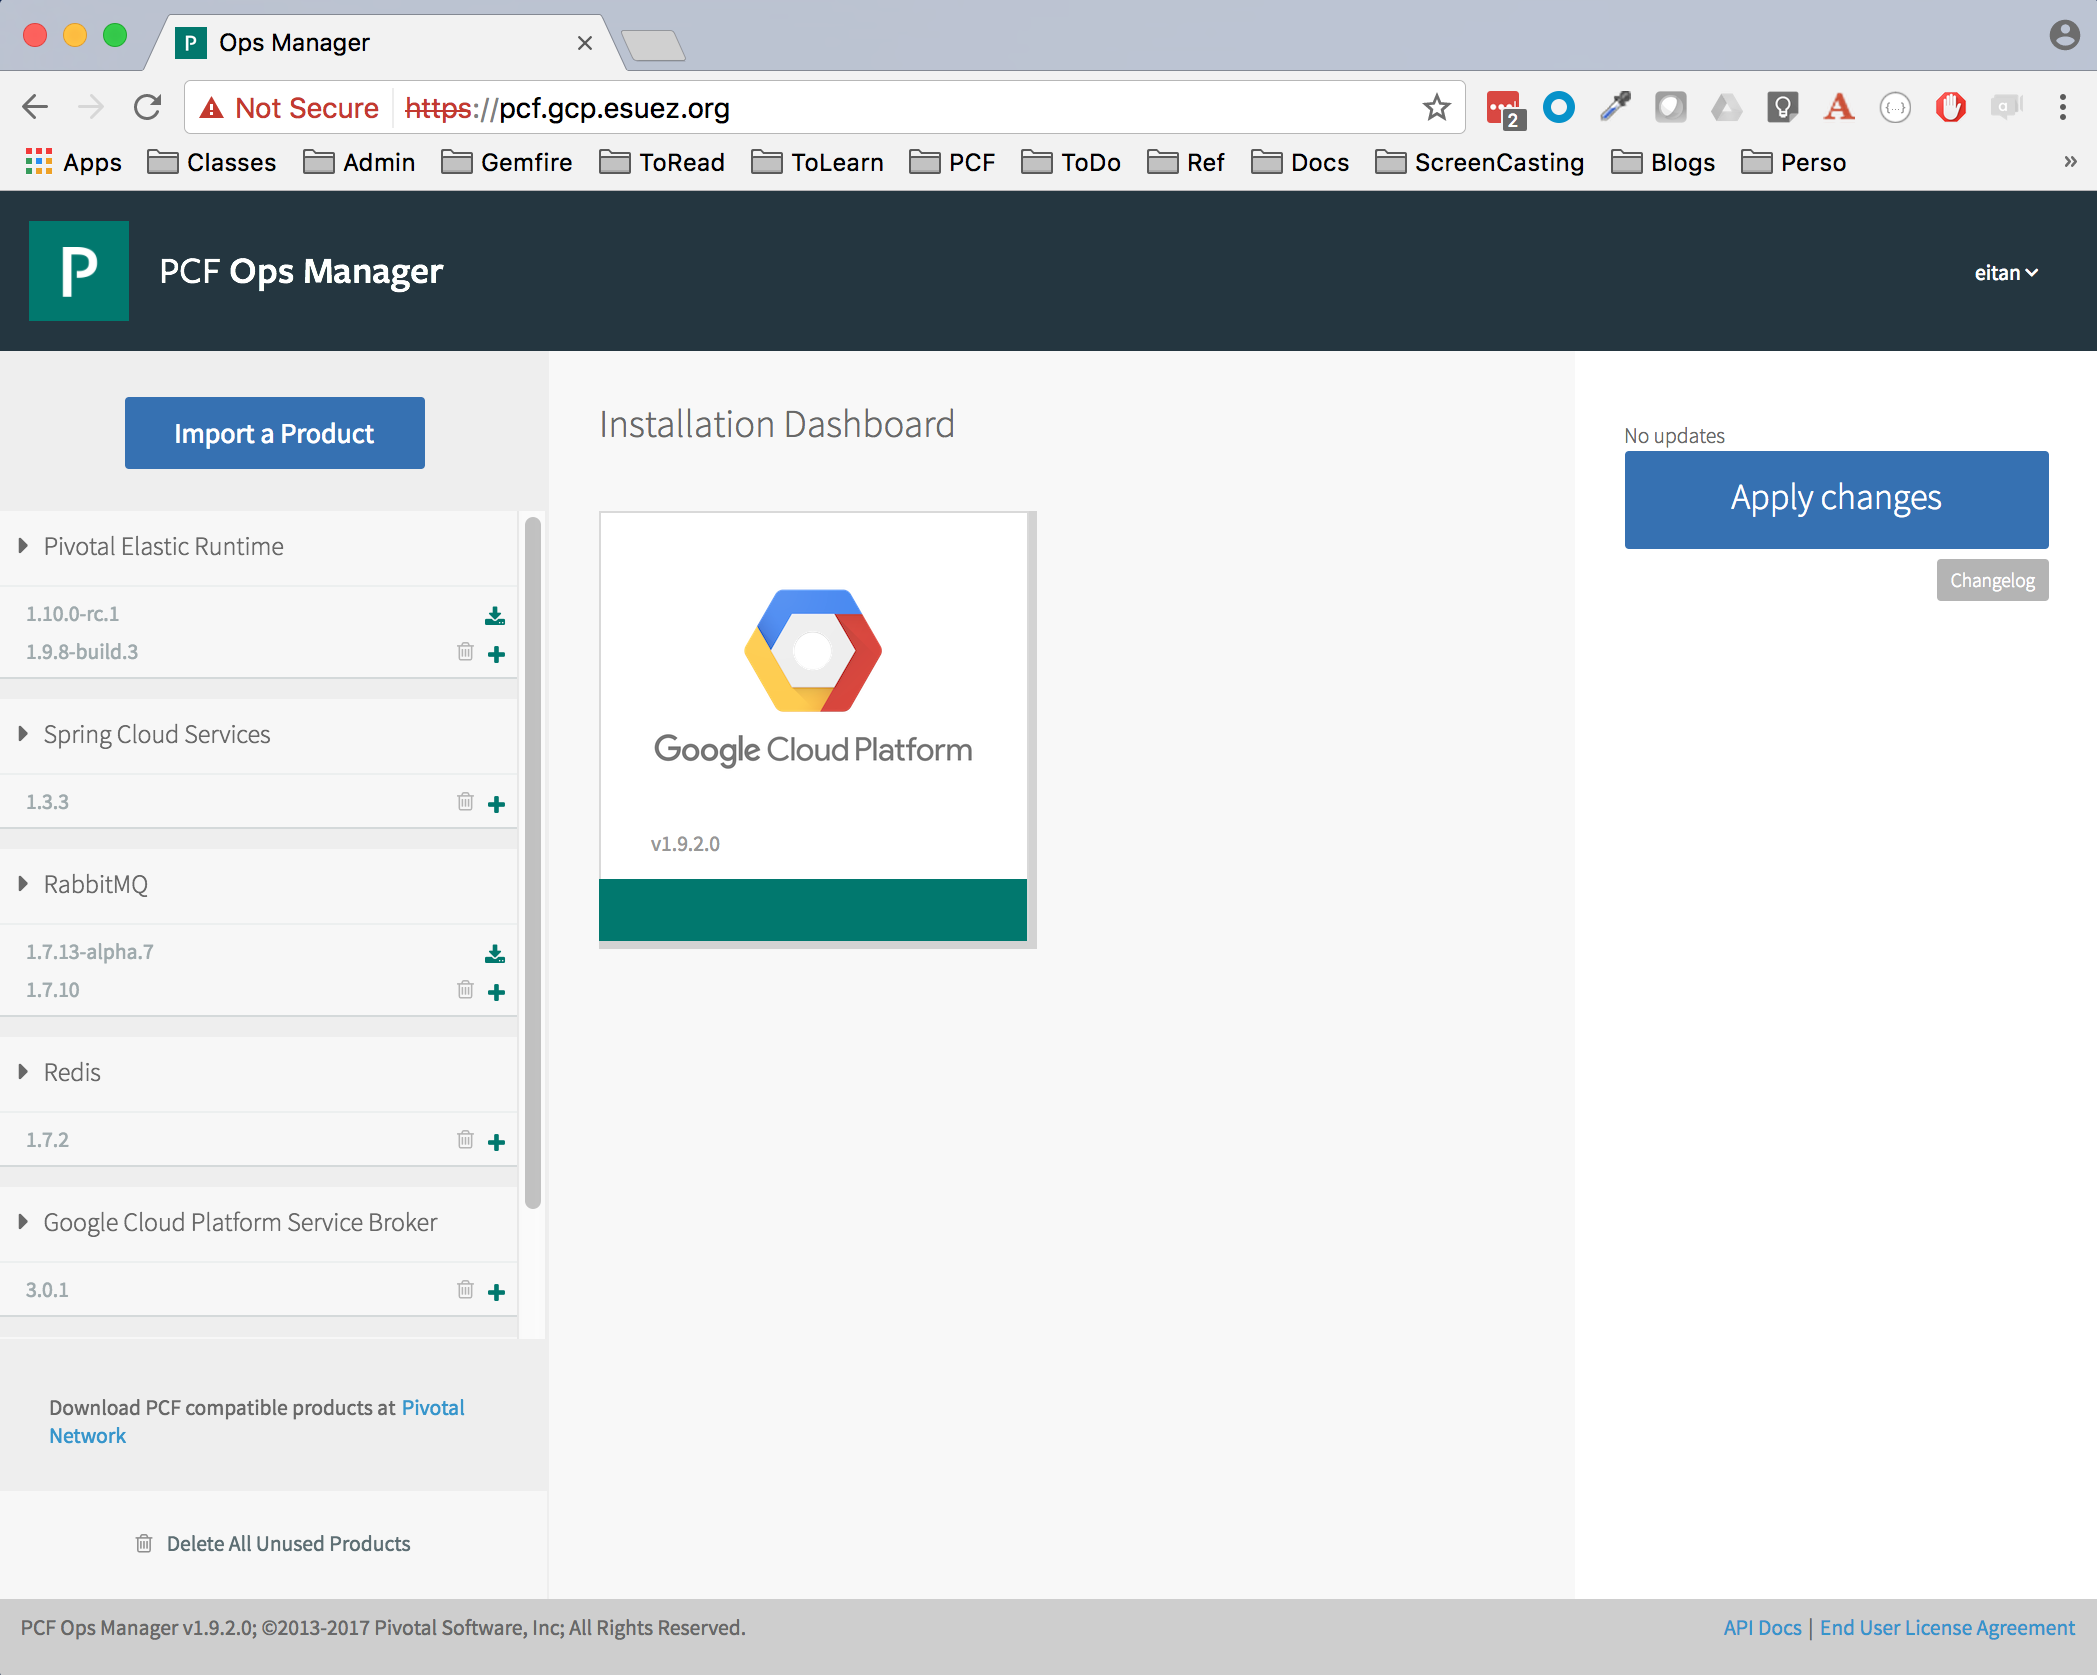 P Ops Manager
Not Secure https://pcf.gcp.esuez.org
2
{...}
a
Apps Classes Admin Gemfire ToRead ToLearn PCF ToDo Ref Docs ScreenCasting Blogs Perso »
P PCF Ops Manager eitan
Import a Product
Installation Dashboard
No updates
Apply changes
Changelog
Pivotal Elastic Runtime
1.10.0-rc.1
1.9.8-build.3
Spring Cloud Services
1.3.3
RabbitMQ
1.7.13-alpha.7
1.7.10
Redis
1.7.2
Google Cloud Platform Service Broker
3.0.1
Google Cloud Platform
v1.9.2.0
Download PCF compatible products at Pivotal
Network
Delete All Unused Products
PCF Ops Manager v1.9.2.0; ©2013-2017 Pivotal Software, Inc; All Rights Reserved.
API Docs | End User License Agreement